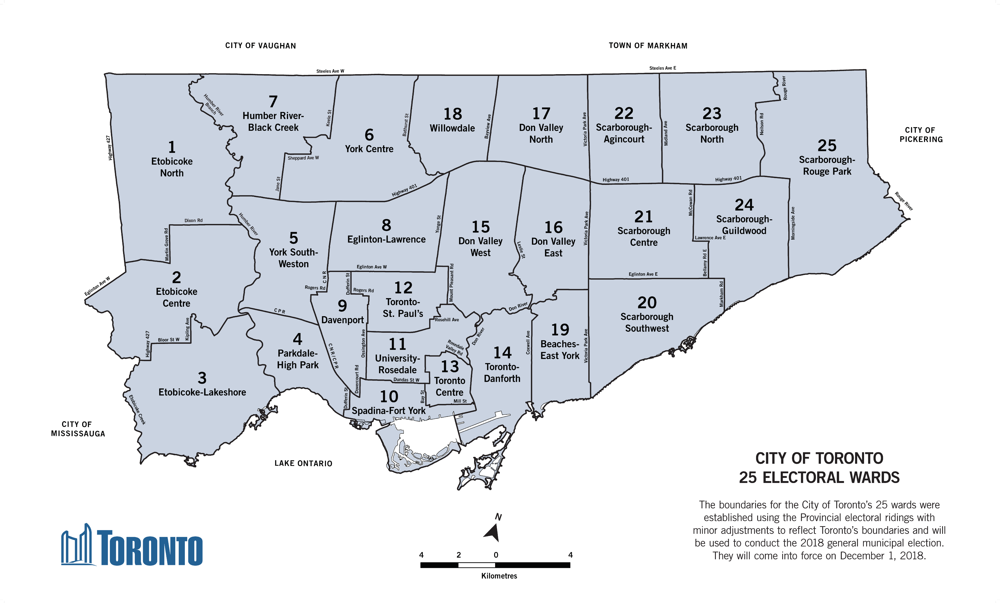 CITY OF VAUGHAN
TOWN OF MARKHAM
Steeles Ave W
Steeles Ave E
Rouge River
Humber River
Branch
7
Humber River-
Black Creek
Keele St
6
York Centre
Bathurst St
18
Willowdale
Bayview Ave
17
Don Valley
North
Victoria Park Ave
22
Scarborough-
Agincourt
Midland Ave
23
Scarborough
North
Neilson Rd
25
Scarborough-
Rouge Park
CITY OF
PICKERING
Highway 427
1
Etobicoke
North
Sheppard Ave W
Jane St
Highway 401
Highway 401
Highway 401
Rouge River
Dixon Rd
Martin Grove Rd
Humber River
5
York South-
Weston
8
Eglinton-Lawrence
Yonge St
15
Don Valley
West
Leslie St
16
Don Valley
East
Victoria Park Ave
21
Scarborough
Centre
McCowan Rd
24
Scarborough-
Guildwood
Lawrence Ave E
Bellamy Rd E
Morningside Ave
Eglinton Ave W
Eglinton Ave W
Eglinton Ave E
2
Etobicoke
Centre
CNR
Rogers Rd
Dufferin St
Rogers Rd
12
Toronto-
St. Paul's
Mount Pleasant Rd
Don River
Markham Rd
20
Scarborough
Southwest
CPR
9
Davenport
Rosehill Ave
Highway 427
Bloor St W
Kipling Ave
4
Parkdale-
High Park
CNR/CPR
Ossington Ave
11
University-
Rosedale
Rosedale
Valley Rd
Don River
14
Toronto-
Danforth
Coxwell Ave
19
Beaches-
East York
Victoria Park Ave
13
Toronto
Centre
Dundas St W
Dovercourt Rd
3
Etobicoke-Lakeshore
Etobicoke Creek
Dufferin St
10
Spadina-Fort York
Bay St
Mill St
CITY OF
MISSISSAUGA
LAKE ONTARIO
CITY OF TORONTO
25 ELECTORAL WARDS
The boundaries for the City of Toronto's 25 wards were
established using the Provincial electoral ridings with
minor adjustments to reflect Toronto's boundaries and will
be used to conduct the 2018 general municipal election.
They will come into force on December 1, 2018.
TORONTO
N
4 2 0 4
Kilometres